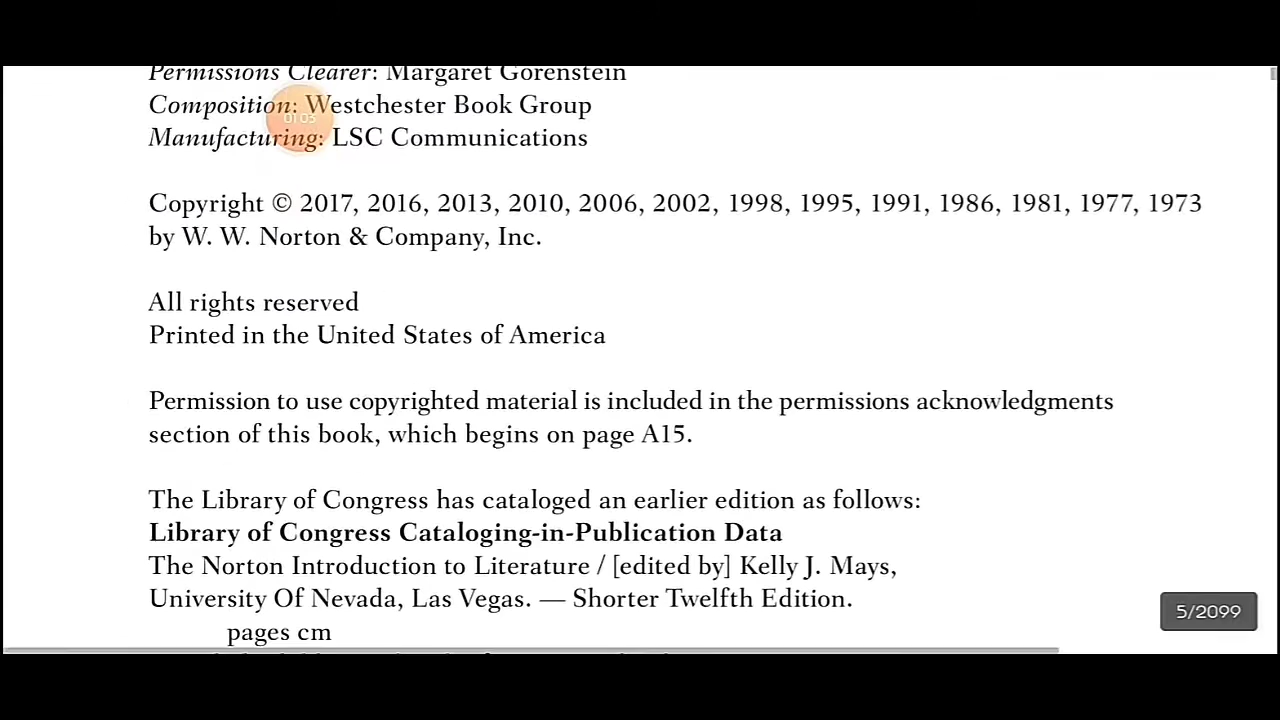 Permissions Clearer: Margaret Gorenstein
Composition: Westchester Book Group
01:03
Manufacturing: LSC Communications
Copyright © 2017, 2016, 2013, 2010, 2006, 2002, 1998, 1995, 1991, 1986, 1981, 1977, 1973
by W. W. Norton & Company, Inc.
All rights reserved
Printed in the United States of America
Permission to use copyrighted material is included in the permissions acknowledgments
section of this book, which begins on page A15.
The Library of Congress has cataloged an earlier edition as follows:
Library of Congress Cataloging-in-Publication Data
The Norton Introduction to Literature / [edited by] Kelly J. Mays,
University Of Nevada, Las Vegas. — Shorter Twelfth Edition.
5/2099
pages cm